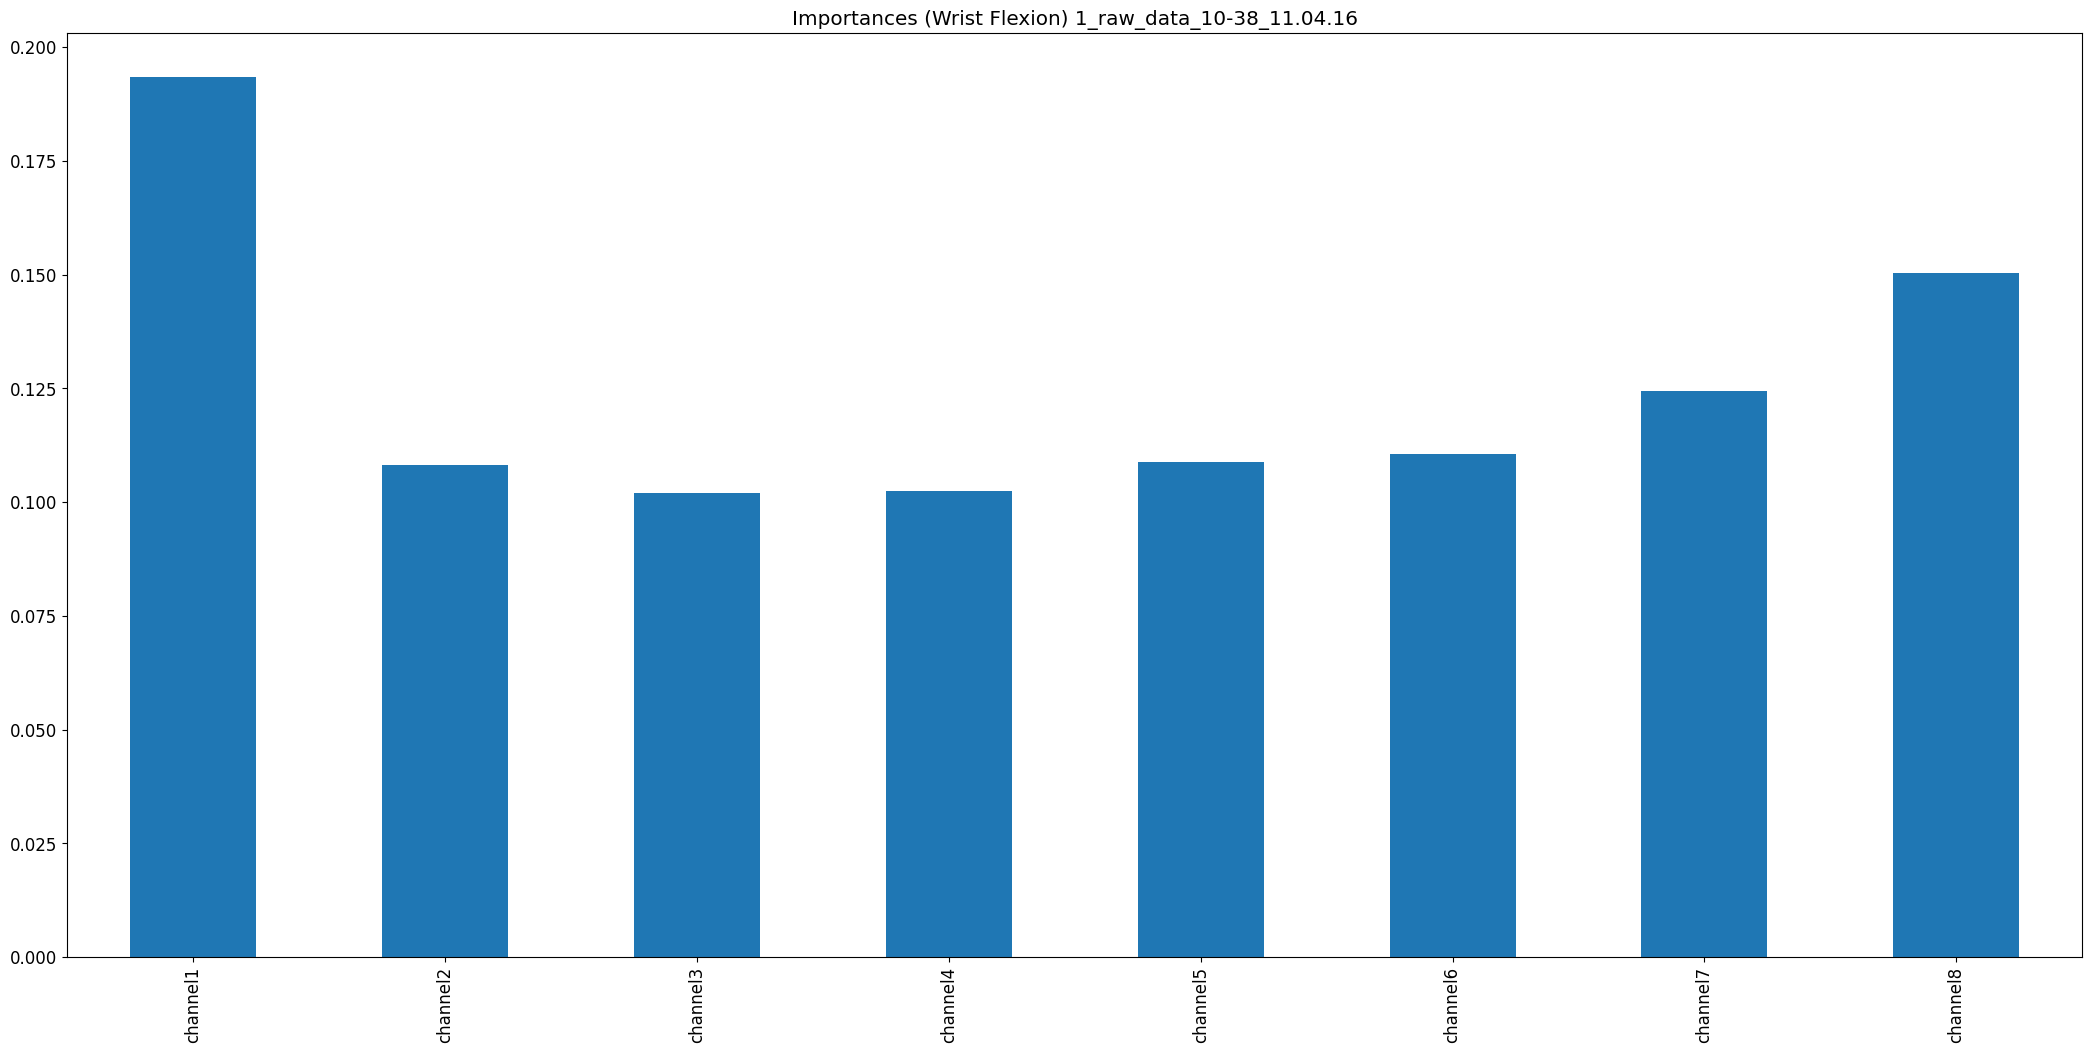 Importances (Wrist Flexion) 1_raw_data_10-38_11.04.16
0.200
0.175
0.150
0.125
0.100
0.075
0.050
0.025
0.000
channel1
channel2
channel3
channel4
channel5
channel6
channel7
channel8